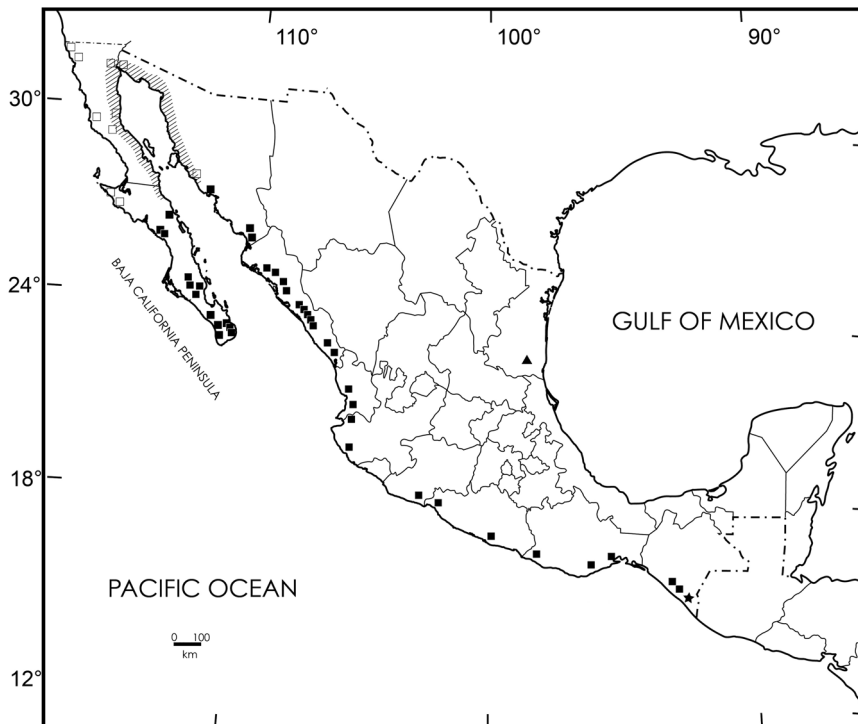 110°
100°
90°
30°
24°
18°
12°
BAJA CALIFORNIA PENINSULA
GULF OF MEXICO
PACIFIC OCEAN
0 100
km